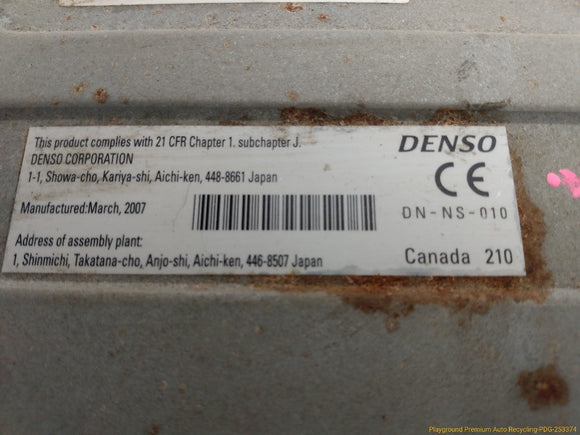 This product complies with 21 CFR Chapter 1. subchapter J.
DENSO CORPORATION
1-1, Showa-cho, Kariya-shi, Aichi-ken, 448-8661 Japan
Manufactured:March, 2007
Address of assembly plant:
1, Shinmichi, Takatana-cho, Anjo-shi, Aichi-ken, 446-8507 Japan
DENSO
CE
DN-NS-010
Canada 210
Playground Premium Auto Recycling-PDG-253374